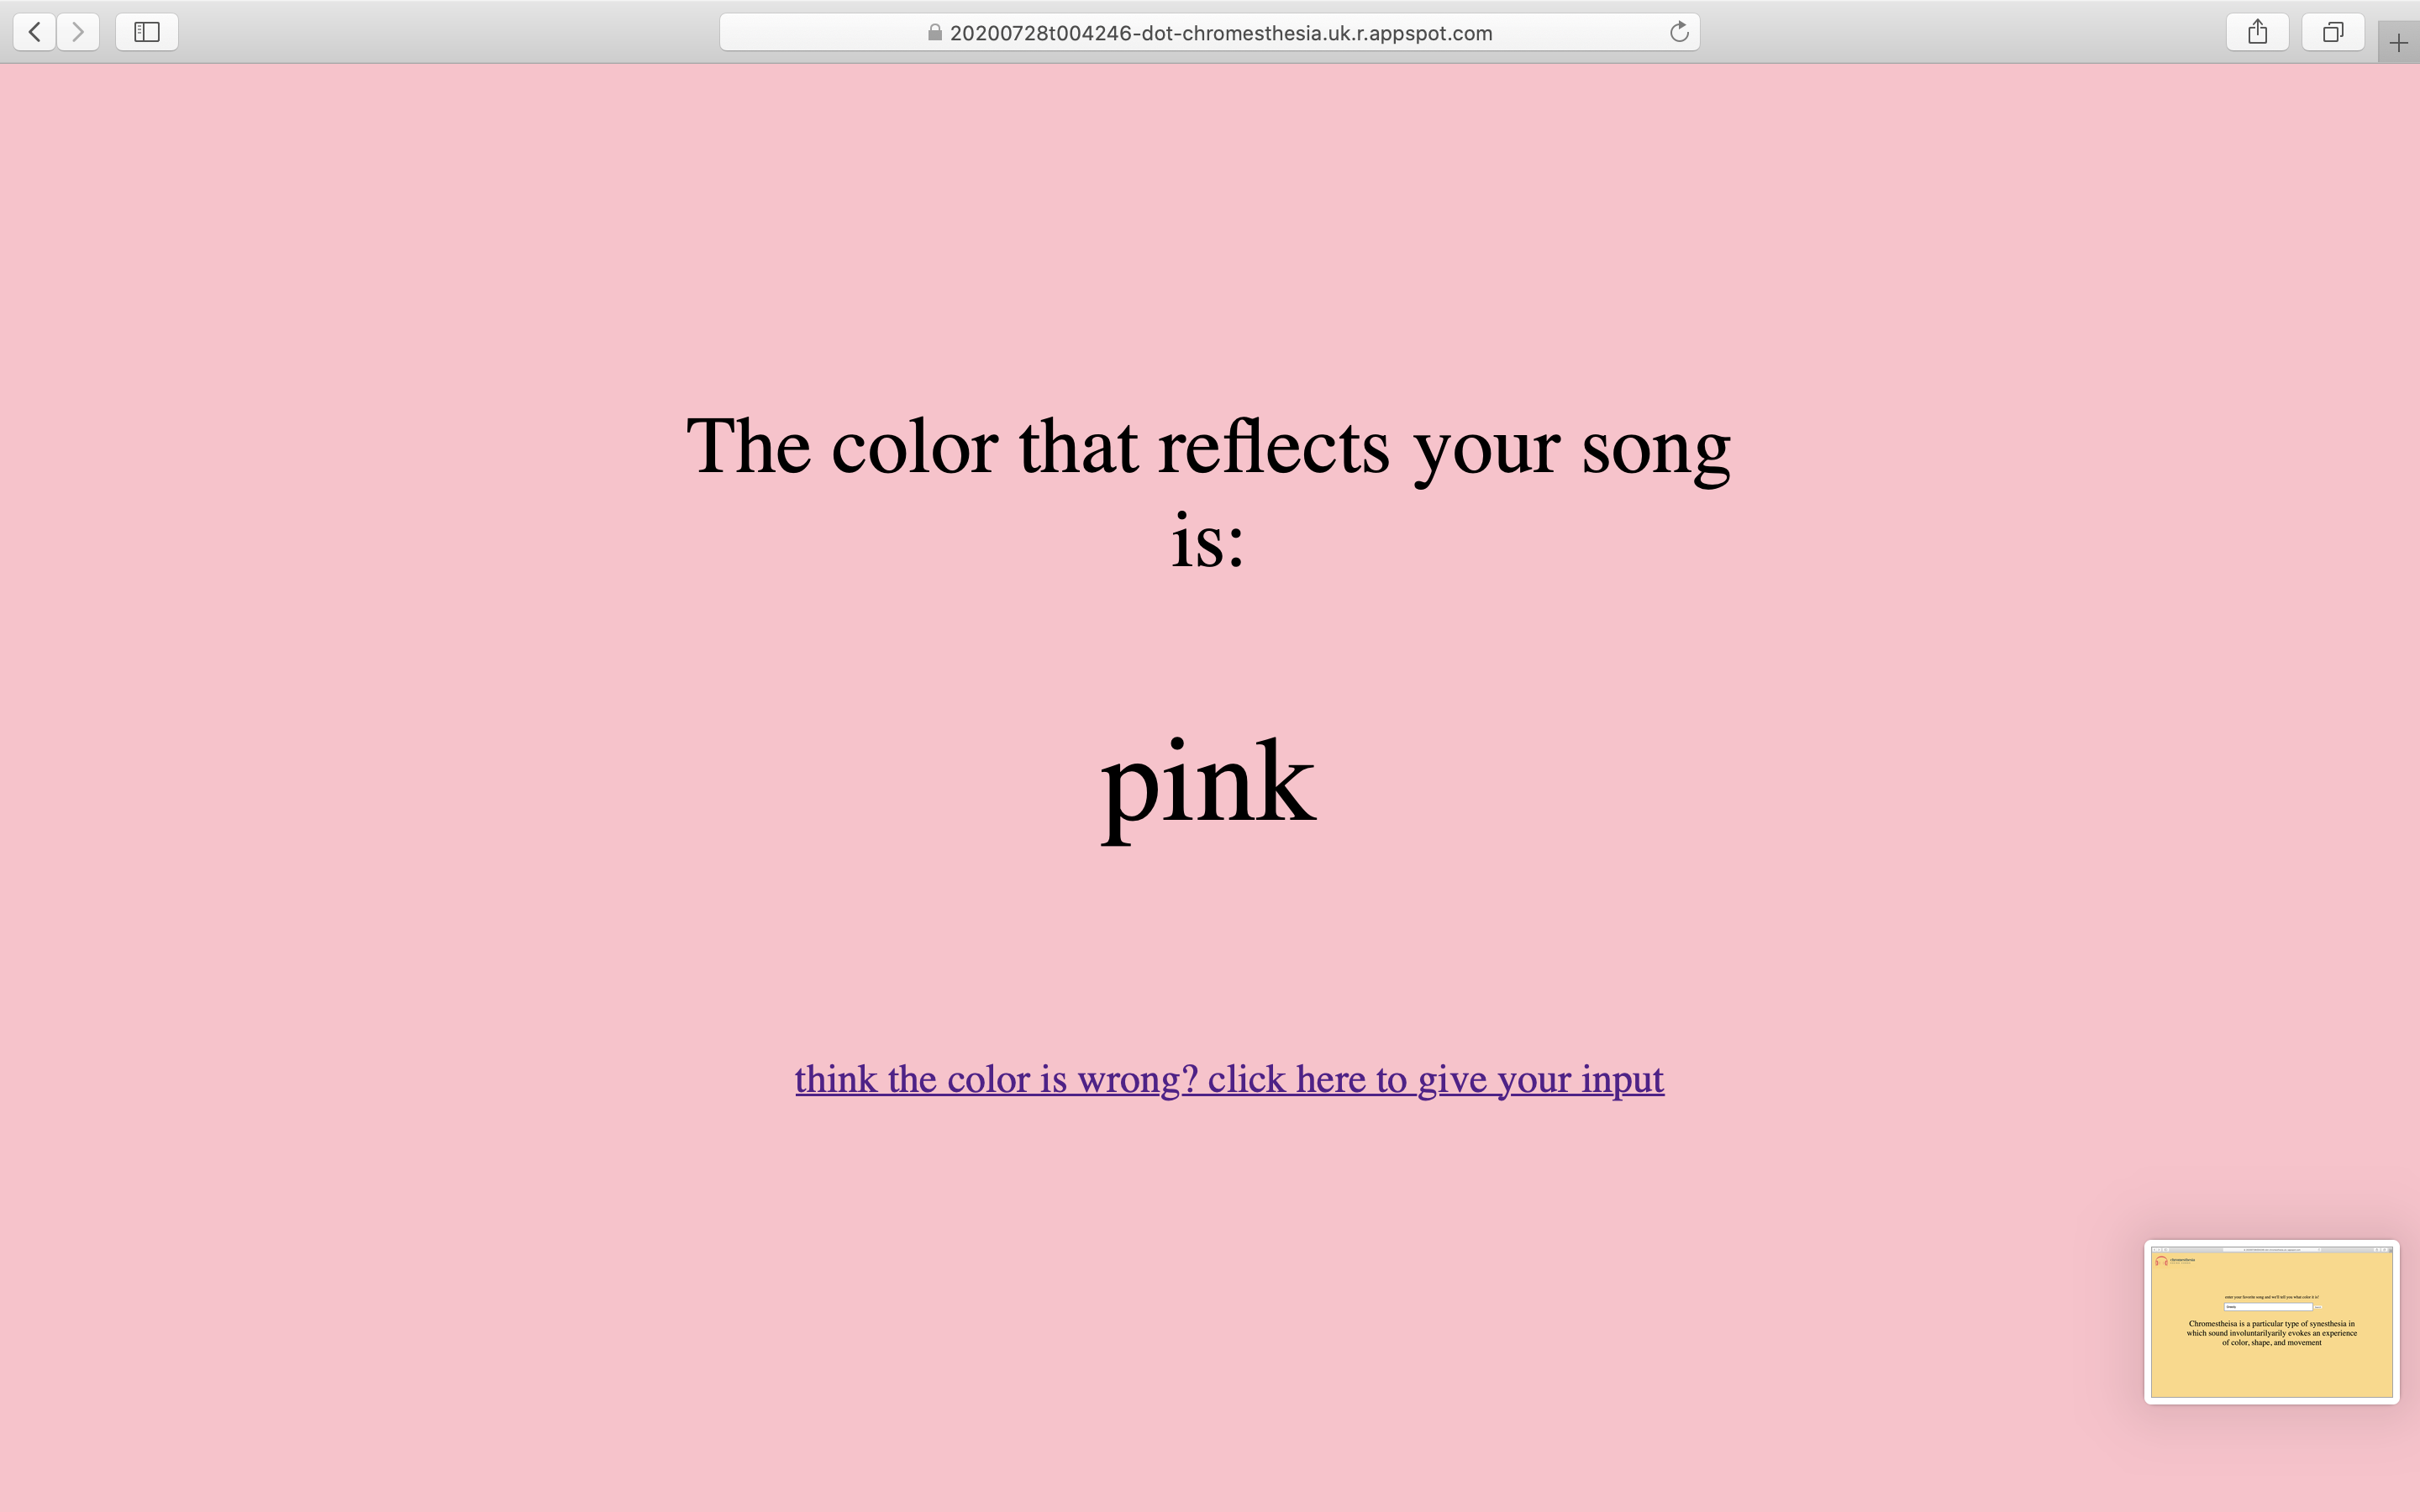 20200728t004246-dot-chromesthesia.uk.r.appspot.com
The color that reflects your song
is:
pink
think the color is wrong? click here to give your input
enter your favorite song and we'll tell you what color it is!
Chromestheisa is a particular type of synesthesia in
which sound involuntarilyarily evokes an experience
of color, shape, and movement